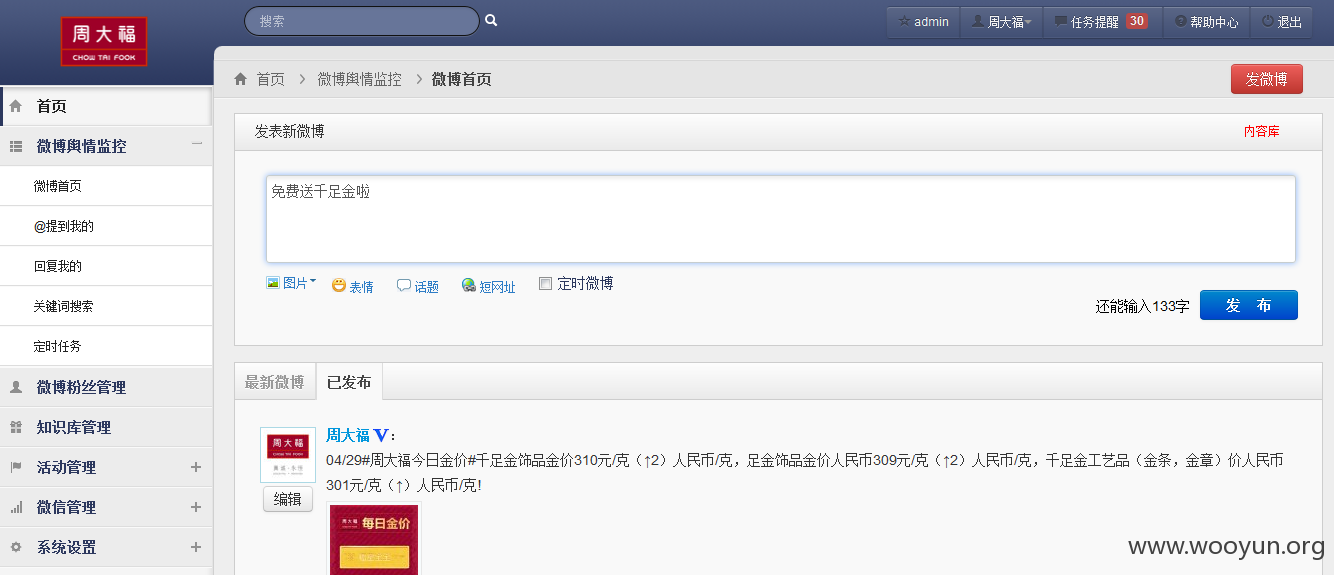 周大福
CHOW TAI FOOK
搜索
admin
周大福
任务提醒 30
帮助中心
退出
首页
微博舆情监控
微博首页
@提到我的
回复我的
关键词搜索
定时任务
微博粉丝管理
知识库管理
活动管理
微信管理
系统设置
首页 > 微博舆情监控 > 微博首页
发微博
发表新微博
内容库
免费送千足金啦
图片
表情
话题
短网址
定时微博
还能输入133字
发 布
最新微博
已发布
周大福
编辑
周大福 V：
04/29#周大福今日金价#千足金饰品金价310元/克（↑2）人民币/克，足金饰品金价人民币309元/克（↑2）人民币/克，千足金工艺品（金条，金章）价人民币
301元/克（↑）人民币/克!
周大福
每日金价
www.wooyun.org